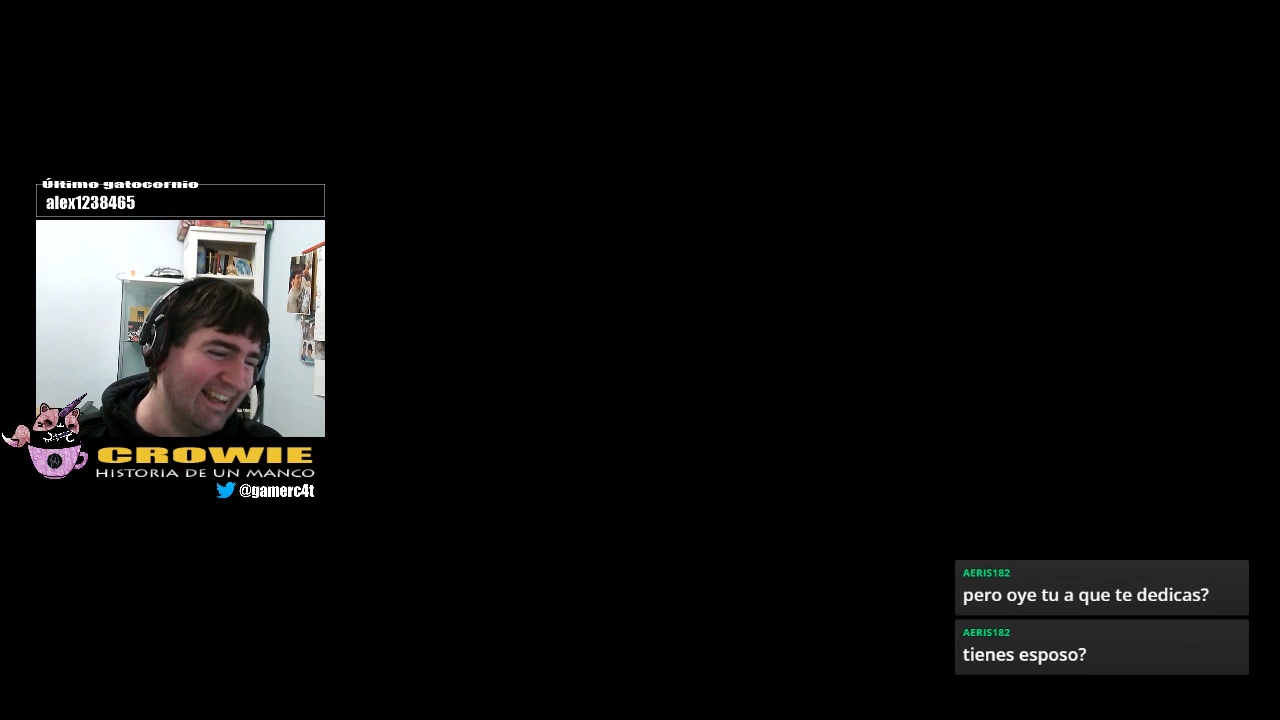 Último gatocornio
alex1238465
CROWIE
HISTORIA DE UN MANCO
@gamerc4t
AERIS182
pero oye tu a que te dedicas?
AERIS182
tienes esposo?